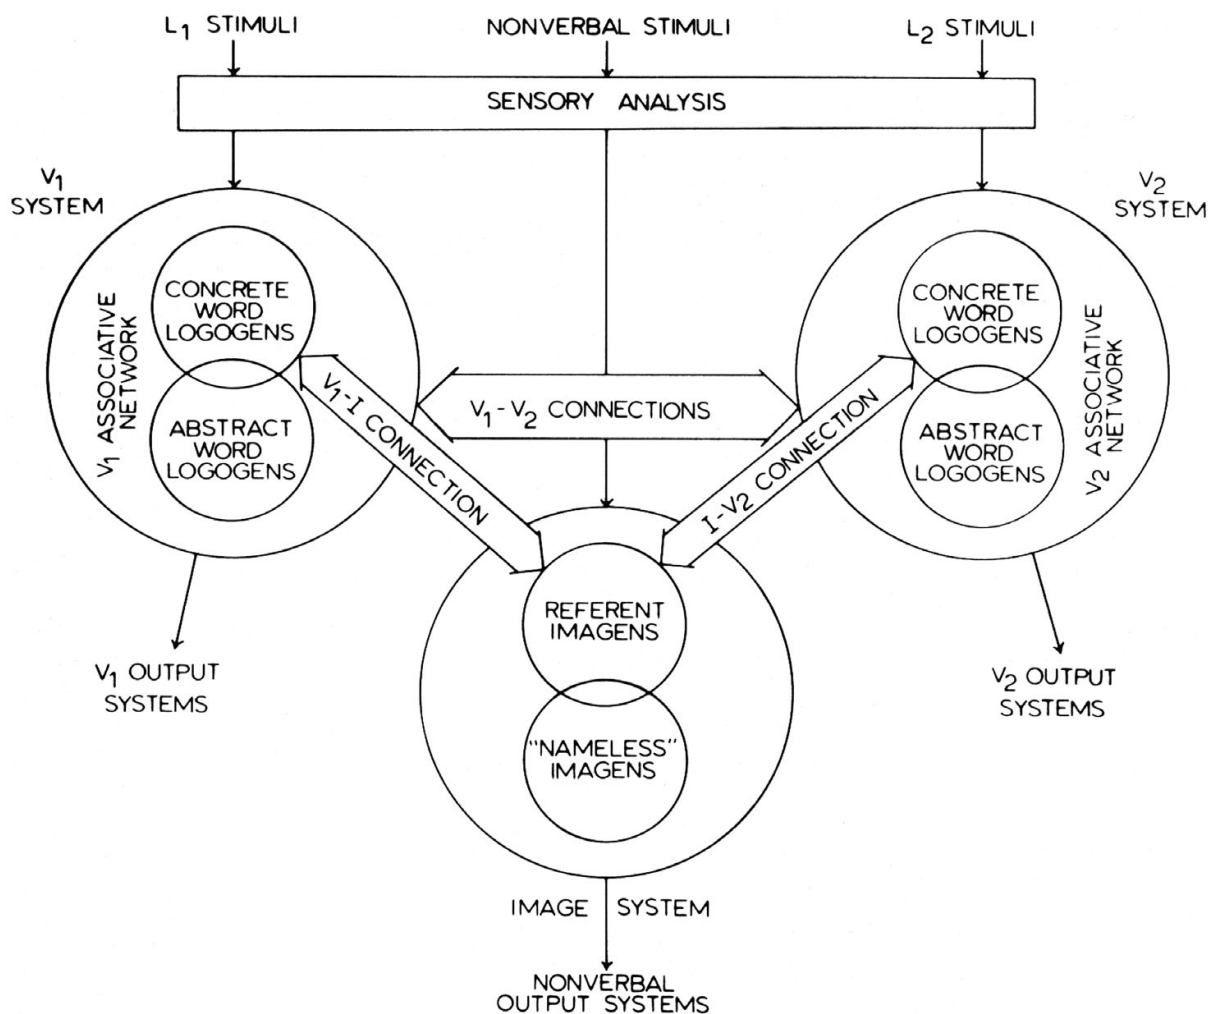 L₁ STIMULI
NONVERBAL STIMULI
L₂ STIMULI
SENSORY ANALYSIS
V₁
SYSTEM
V₂
SYSTEM
V₁ ASSOCIATIVE
NETWORK
CONCRETE
WORD
LOGOGENS
ABSTRACT
WORD
LOGOGENS
V₁-I CONNECTION
V₁-V₂ CONNECTIONS
I-V₂ CONNECTION
CONCRETE
WORD
LOGOGENS
ABSTRACT
WORD
LOGOGENS
V₂ ASSOCIATIVE
NETWORK
REFERENT
IMAGENS
"NAMELESS"
IMAGENS
V₁ OUTPUT
SYSTEMS
V₂ OUTPUT
SYSTEMS
IMAGE SYSTEM
NONVERBAL
OUTPUT SYSTEMS